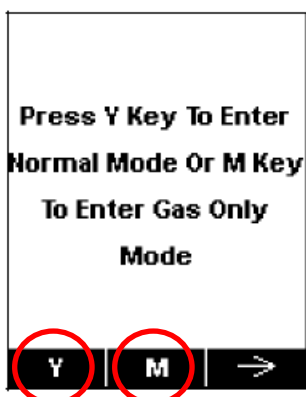 Press Y Key To Enter
Normal Mode Or M Key
To Enter Gas Only
Mode
Y M →